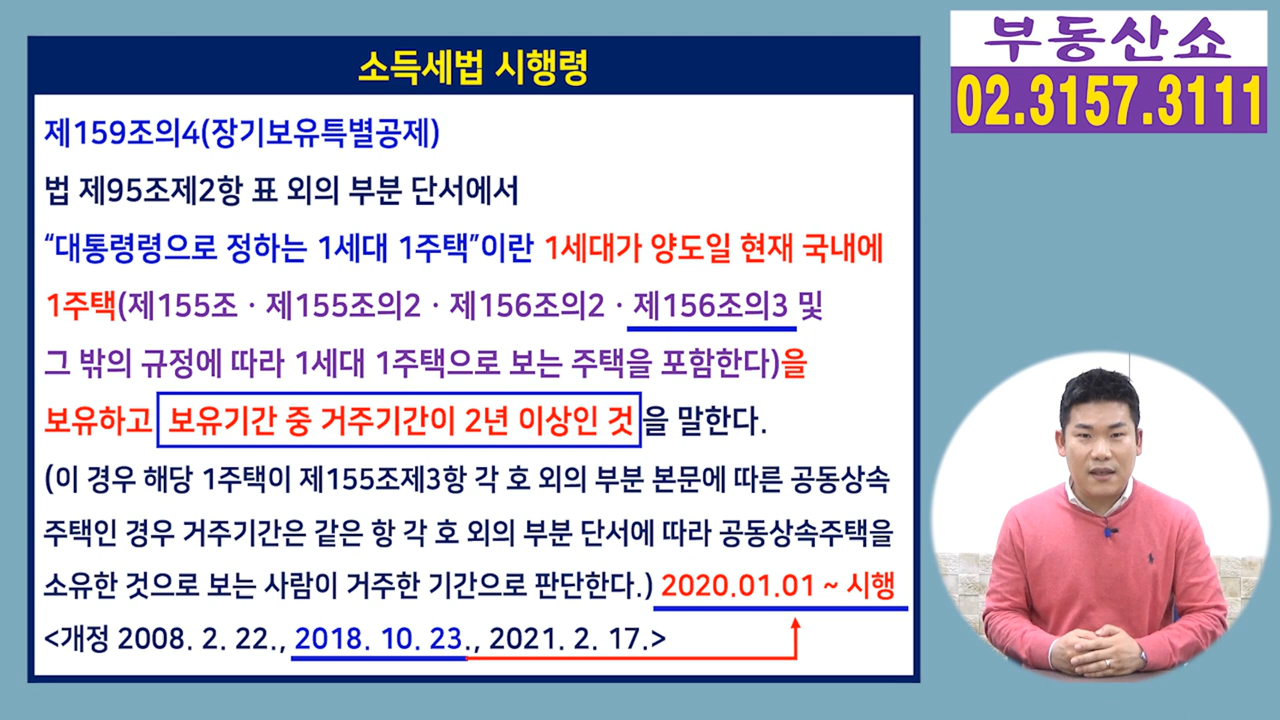 부동산쇼
02.3157.3111
소득세법 시행령
제159조의4(장기보유특별공제)
법 제95조제2항 표 외의 부분 단서에서
“대통령령으로 정하는 1세대 1주택”이란 1세대가 양도일 현재 국내에
1주택(제155조ㆍ제155조의2ㆍ제156조의2ㆍ제156조의3 및
그 밖의 규정에 따라 1세대 1주택으로 보는 주택을 포함한다)을
보유하고 보유기간 중 거주기간이 2년 이상인 것을 말한다.
(이 경우 해당 1주택이 제155조제3항 각 호 외의 부분 본문에 따른 공동상속
주택인 경우 거주기간은 같은 항 각 호 외의 부분 단서에 따라 공동상속주택을
소유한 것으로 보는 사람이 거주한 기간으로 판단한다.) 2020.01.01 ~ 시행
<개정 2008. 2. 22., 2018. 10. 23., 2021. 2. 17.>